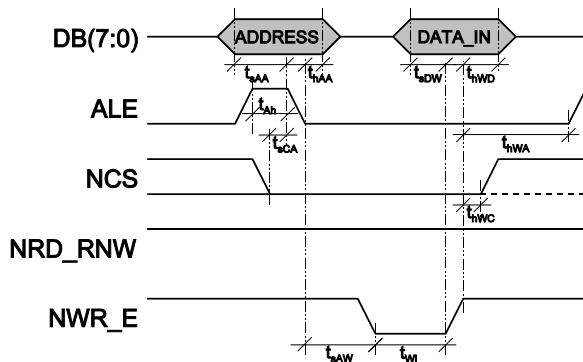 DB(7:0) ADDRESS DATA_IN
tsAA thAA tsDW thWD
ALE tAh
tsCA thWA
NCS
thWC
NRD_RNW
NWR_E
tsAW tWl